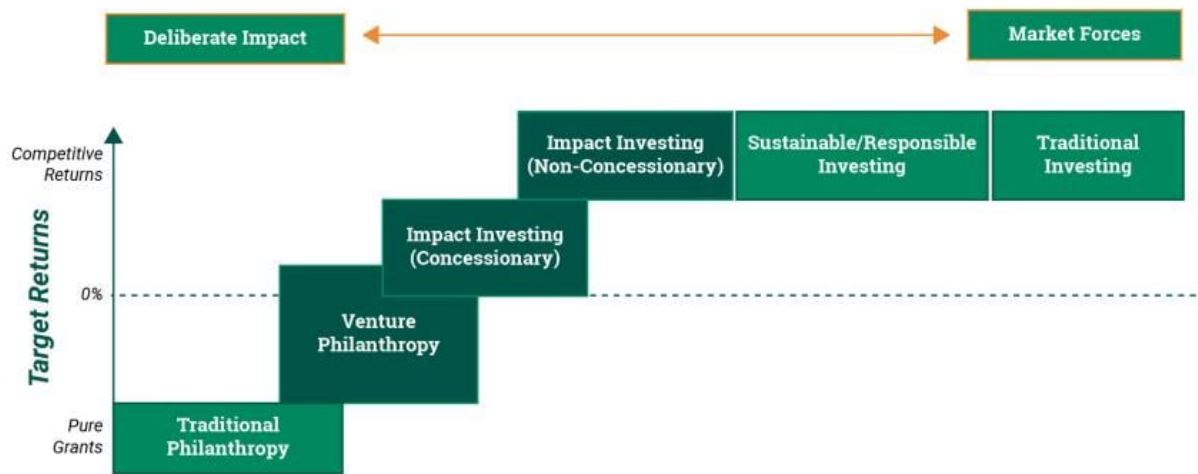 Deliberate Impact
Market Forces
Competitive
Returns
Target Returns
0%
Pure
Grants
Impact Investing
(Non-Concessionary)
Sustainable/Responsible
Investing
Traditional
Investing
Impact Investing
(Concessionary)
Venture
Philanthropy
Traditional
Philanthropy